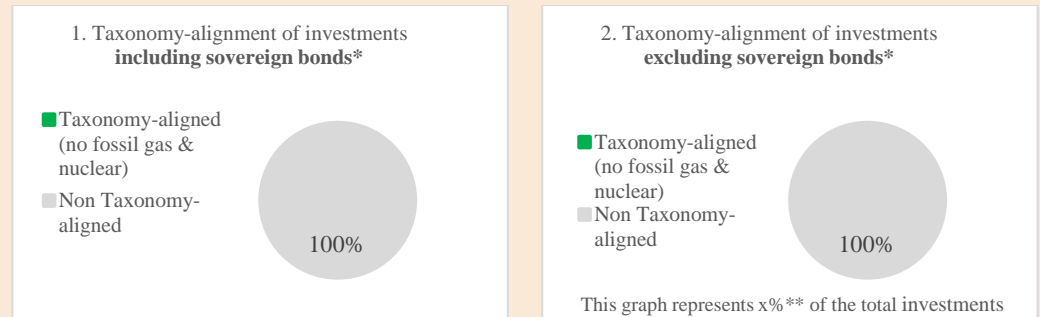 1. Taxonomy-alignment of investments
including sovereign bonds*
Taxonomy-aligned
(no fossil gas &
nuclear)
Non Taxonomy-
aligned
100%
2. Taxonomy-alignment of investments
excluding sovereign bonds*
Taxonomy-aligned
(no fossil gas &
nuclear)
Non Taxonomy-
aligned
100%
This graph represents x%** of the total investments